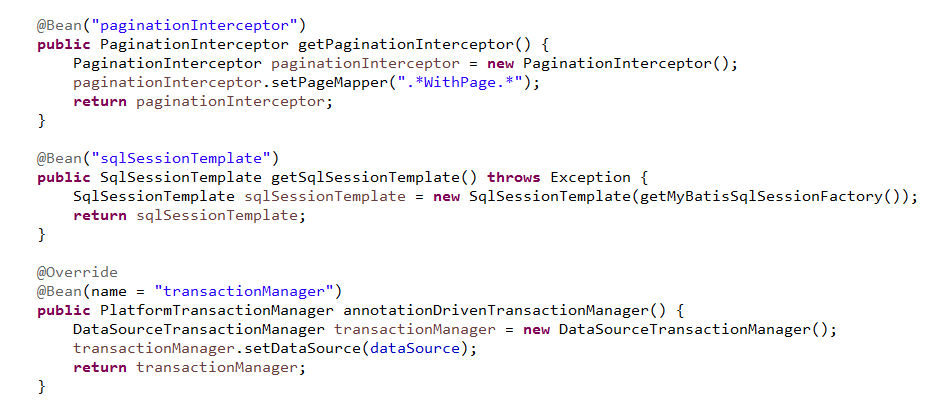 @Bean("paginationInterceptor")
public PaginationInterceptor getPaginationInterceptor() {
    PaginationInterceptor paginationInterceptor = new PaginationInterceptor();
    paginationInterceptor.setPageMapper(".*WithPage.*");
    return paginationInterceptor;
}

@Bean("sqlSessionTemplate")
public SqlSessionTemplate getSqlSessionTemplate() throws Exception {
    SqlSessionTemplate sqlSessionTemplate = new SqlSessionTemplate(getMyBatisSqlSessionFactory());
    return sqlSessionTemplate;
}

@Override
@Bean(name = "transactionManager")
public PlatformTransactionManager annotationDrivenTransactionManager() {
    DataSourceTransactionManager transactionManager = new DataSourceTransactionManager();
    transactionManager.setDataSource(dataSource);
    return transactionManager;
}